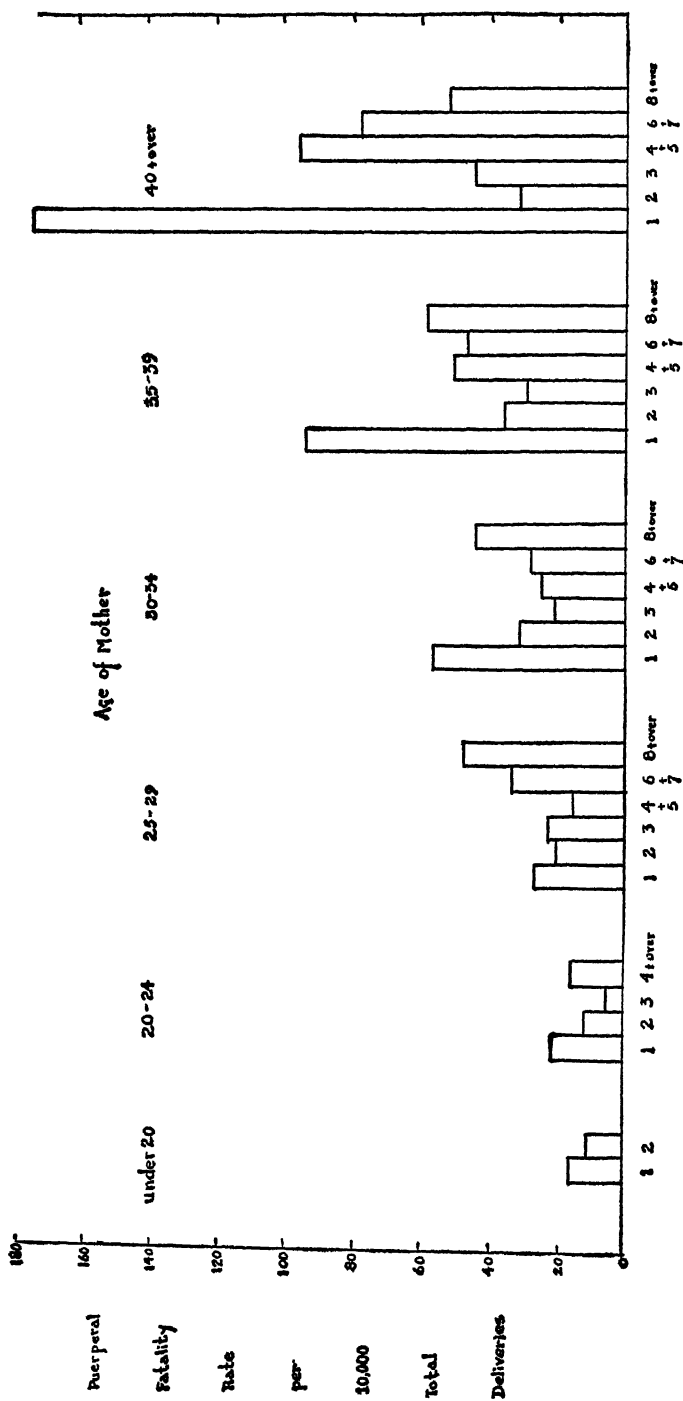 Age of Mother
under 20 20-24 25-29 30-34 35-39 40+over
Puerperal
Fatality
Rate
per
10,000
Total
Deliveries
180
160
140
120
100
80
60
40
20
0
1 2
1 2 3 4+over
1 2 3 4+5 6+7 8+over
1 2 3 4+5 6+7 8+over
1 2 3 4+5 6+7 8+over
1 2 3 4+5 6+7 8+over